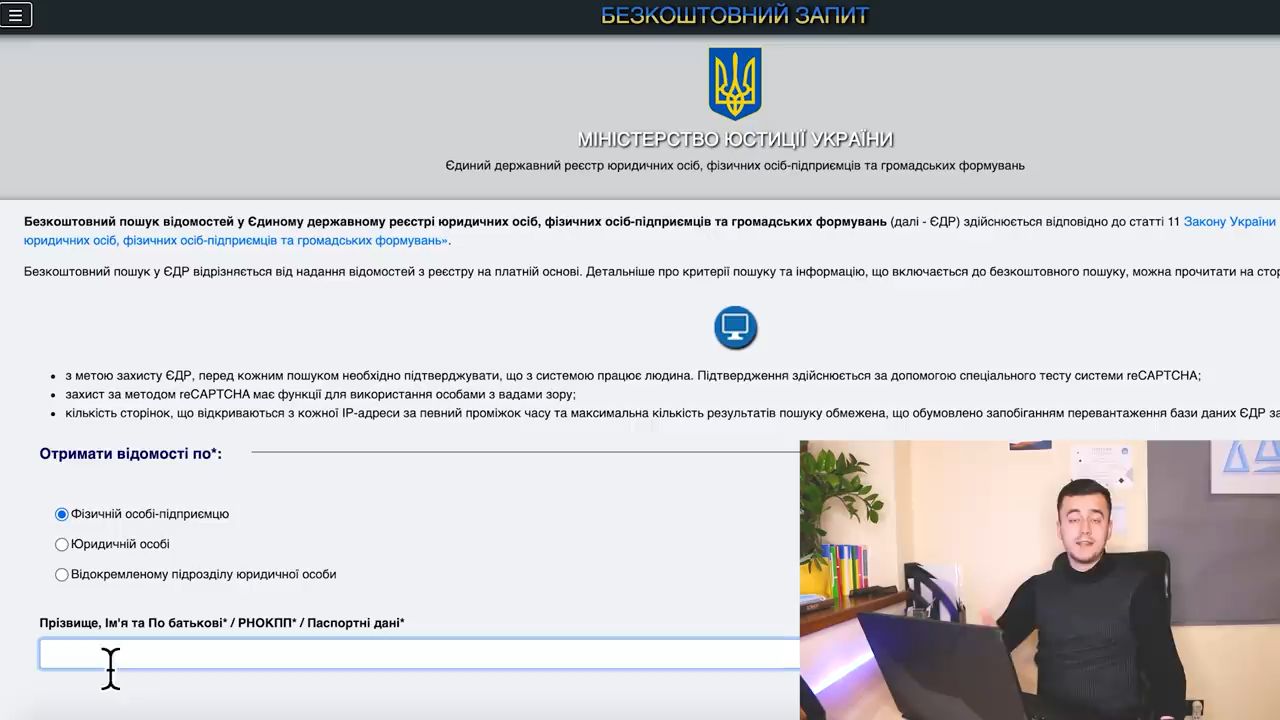 БЕЗКОШТОВНИЙ ЗАПИТ
МІНІСТЕРСТВО ЮСТИЦІЇ УКРАЇНИ
Єдиний державний реєстр юридичних осіб, фізичних осіб-підприємців та громадських формувань
Безкоштовний пошук відомостей у Єдиному державному реєстрі юридичних осіб, фізичних осіб-підприємців та громадських формувань (далі - ЄДР) здійснюється відповідно до статті 11 Закону України
юридичних осіб, фізичних осіб-підприємців та громадських формувань».
Безкоштовний пошук у ЄДР відрізняється від надання відомостей з реєстру на платній основі. Детальніше про критерії пошуку та інформацію, що включається до безкоштовного пошуку, можна прочитати на стор
• з метою захисту ЄДР, перед кожним пошуком необхідно підтверджувати, що з системою працює людина. Підтвердження здійснюється за допомогою спеціального тесту системи reCAPTCHA;
• захист за методом reCAPTCHA має функції для використання особами з вадами зору;
• кількість сторінок, що відкриваються з кожної IP-адреси за певний проміжок часу та максимальна кількість результатів пошуку обмежена, що обумовлено запобіганням перевантаження бази даних ЄДР за
Отримати відомості по*:
Фізичній особі-підприємцю
Юридичній особі
Відокремленому підрозділу юридичної особи
Прізвище, Ім'я та По батькові* / РНОКПП* / Паспортні дані*